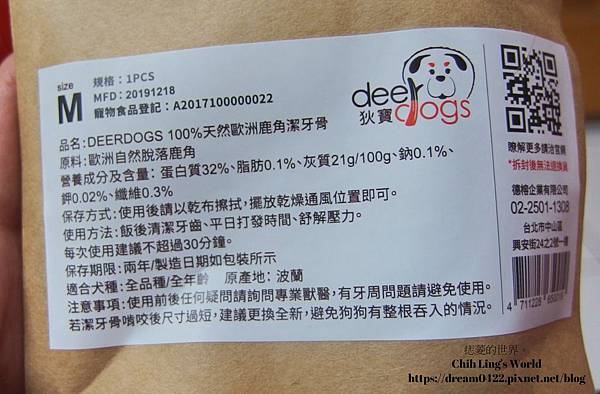 size
M
規格：1PCS
MFD：20191218
寵物食品登記：A2017100000022
deer dogs
狄寶
品名：DEERDOGS 100%天然歐洲鹿角潔牙骨
原料：歐洲自然脫落鹿角
營養成分及含量：蛋白質32%、脂肪0.1%、灰質21g/100g、鈉0.1%、
鉀0.02%、纖維0.3%
保存方式：使用後請以乾布擦拭，擺放乾燥通風位置即可。
使用方法：飯後清潔牙齒、平日打發時間、舒解壓力。
每次使用建議不超過30分鐘。
保存期限：兩年/製造日期如包裝所示
適合犬種：全品種/全年齡 原產地：波蘭
注意事項：使用前後任何疑問請詢問專業獸醫，有牙周問題請避免使用。
若潔牙骨啃咬後尺寸過短，建議更換全新，避免狗狗有整根吞入的情況。
瞭解更多請洽官網
*拆封後無法退換貨
德榕企業有限公司
02-2501-1308
台北市中山區
興安街24:22號一樓
痞菱的世界。
Chih Ling's World
https://dream0422.pixnet.net/blog